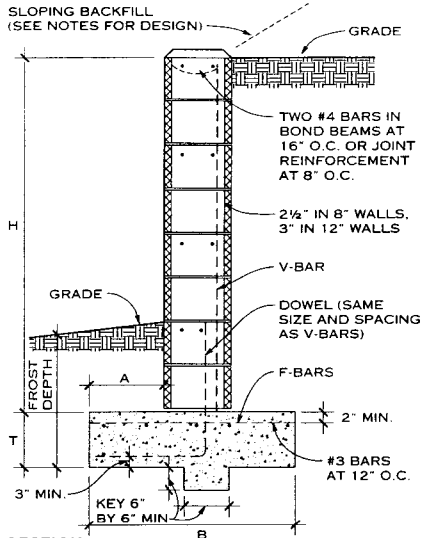 SLOPING BACKFILL
(SEE NOTES FOR DESIGN)
GRADE
TWO #4 BARS IN
BOND BEAMS AT
16" O.C. OR JOINT
REINFORCEMENT
AT 8" O.C.
H
2½" IN 8" WALLS,
3" IN 12" WALLS
V-BAR
GRADE
DOWEL (SAME
SIZE AND SPACING
AS V-BARS)
FROST
DEPTH
A
F-BARS
2" MIN.
T
#3 BARS
AT 12" O.C.
3" MIN.
KEY 6"
BY 6" MIN
B